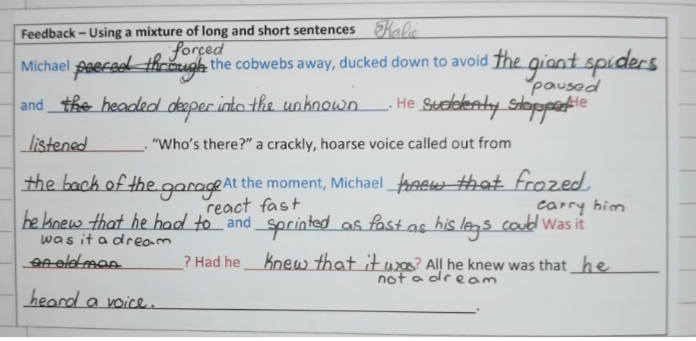 Feedback – Using a mixture of long and short sentences
forced
Michael peered through the cobwebs away, ducked down to avoid the giant spiders
paused
and the headed deeper into the unknown. He suddenly stopped He
listened. "Who's there?" a crackly, hoarse voice called out from
the back of the garage At the moment, Michael knew that frozed.
react fast carry him
he knew that he had to and sprinted as fast as his legs could Was it
was it a dream
an old man? Had he knew that it was? All he knew was that he
not a dream
heard a voice.